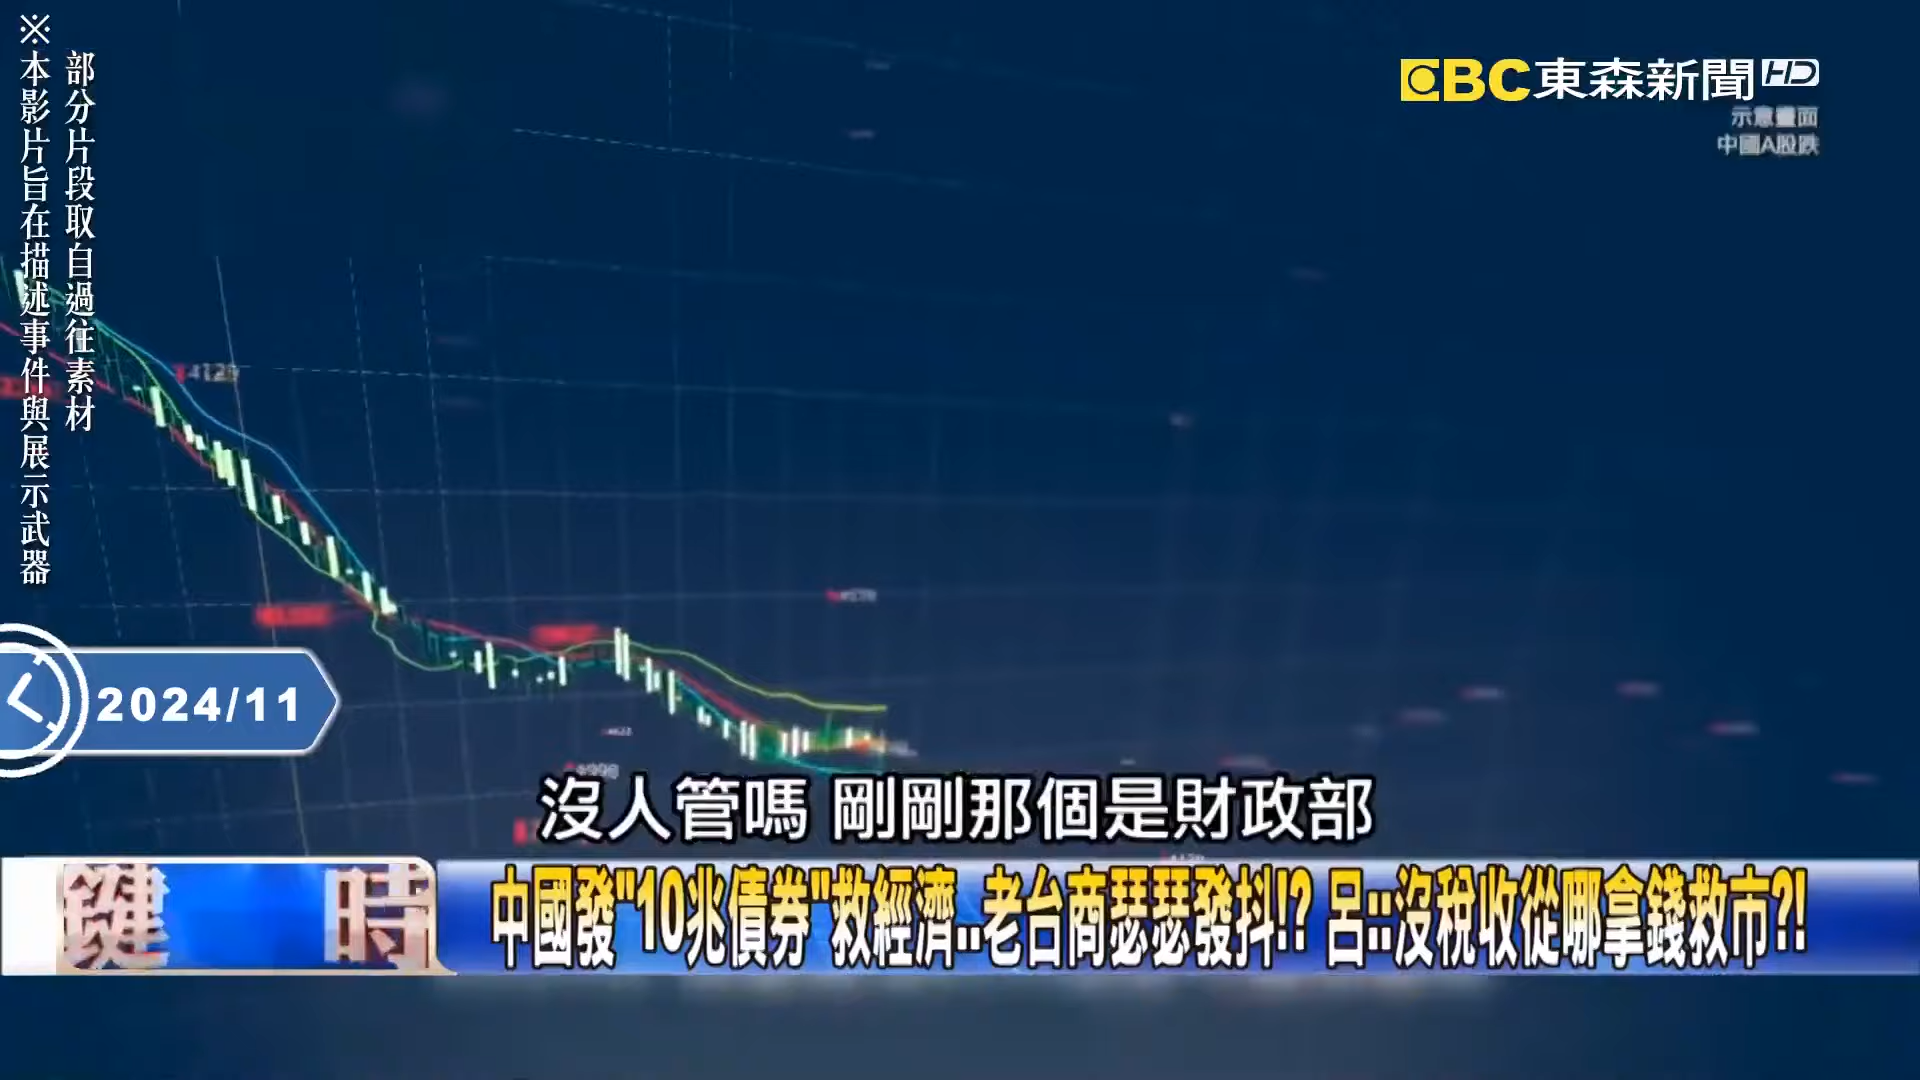 ※本影片旨在描述事件與展示武器
部分片段取自過往素材
EBC東森新聞HD
示意畫面
中國A股跌
4128
2024/11
沒人管嗎 剛剛那個是財政部
鍵 時
中國發"10兆債券"救經濟..老台商瑟瑟發抖!? 呂::沒稅收從哪拿錢救市?!